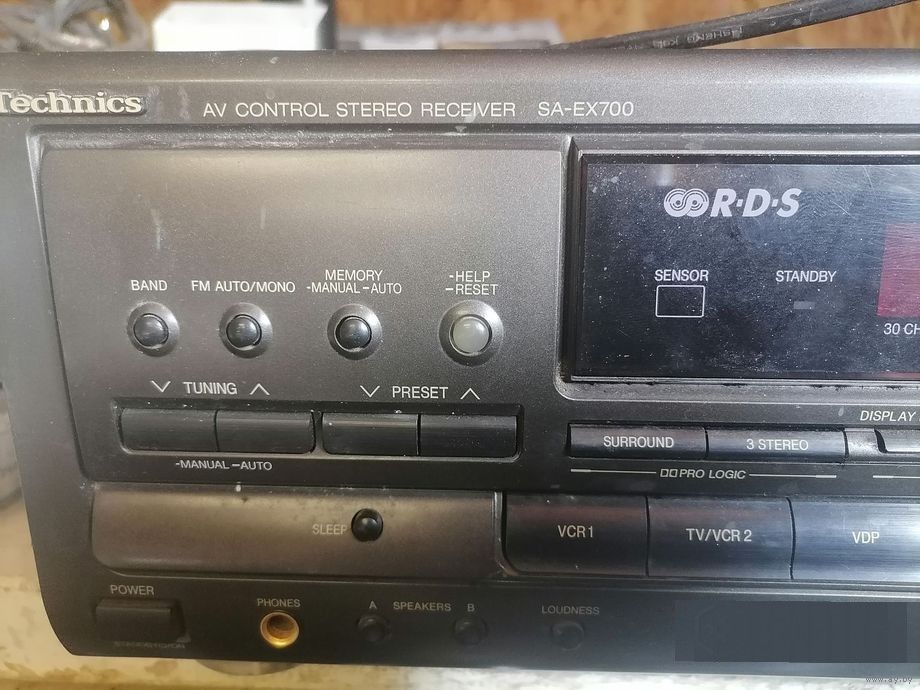 Technics
AV CONTROL STEREO RECEIVER SA-EX700
R·D·S
SENSOR
STANDBY
30 CH
BAND
FM AUTO/MONO
MEMORY
-MANUAL -AUTO
-HELP
-RESET
TUNING
PRESET
-MANUAL -AUTO
DISPLAY
SURROUND
3 STEREO
PRO LOGIC
SLEEP
VCR 1
TV/VCR 2
VDP
POWER
PHONES
A SPEAKERS B
LOUDNESS